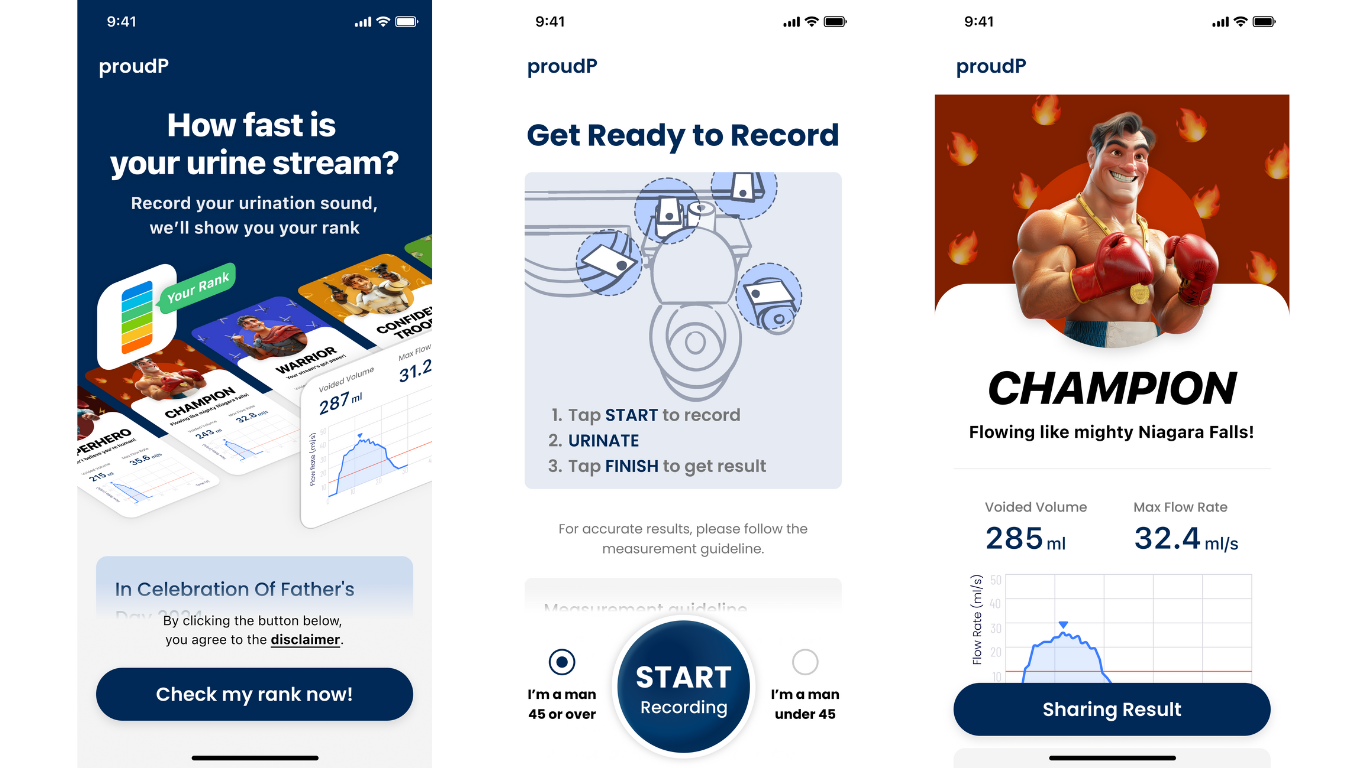 9:41
proudP
How fast is
your urine stream?
Record your urination sound,
we'll show you your rank
Your Rank
CONFIDE
TROO
WARRIOR
Your stream's got power!
CHAMPION
Flowing like mighty Niagara Falls!
Voided Volume
243 ml
32.8 ml/s
PERHERO
215 ml
35.6 ml/s
Voided Volume
287 ml
Max Flow
31.2
Flow Rate (ml/s)
In Celebration Of Father's
Day 2024
By clicking the button below,
you agree to the disclaimer.
Check my rank now!
9:41
proudP
Get Ready to Record
1. Tap START to record
2. URINATE
3. Tap FINISH to get result
For accurate results, please follow the
measurement guideline.
Measurement guideline
I'm a man
45 or over
START
Recording
I'm a man
under 45
9:41
proudP
CHAMPION
Flowing like mighty Niagara Falls!
Voided Volume
285 ml
Max Flow Rate
32.4 ml/s
Flow Rate (ml/s)
50
40
30
20
10
Sharing Result